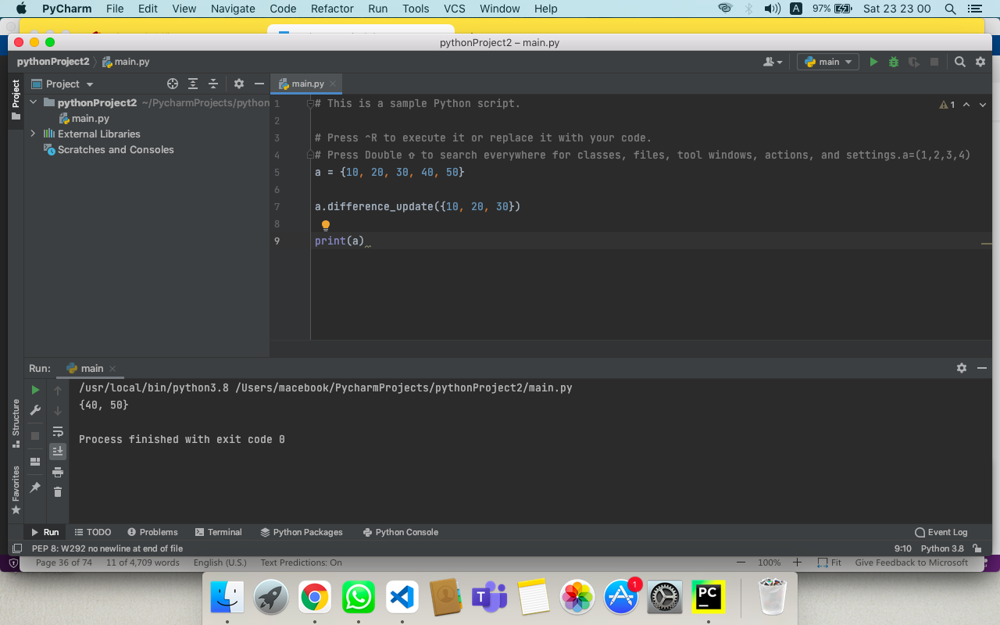 PyCharm File Edit View Navigate Code Refactor Run Tools VCS Window Help A 97% Sat 23 23 00
pythonProject2 – main.py
pythonProject2 main.py main
Project Project main.py
pythonProject2 ~/PycharmProjects/python
main.py
External Libraries
Scratches and Consoles
1 # This is a sample Python script. 1
2
3 # Press ^R to execute it or replace it with your code.
4 # Press Double ⇧ to search everywhere for classes, files, tool windows, actions, and settings.a=(1,2,3,4)
5 a = {10, 20, 30, 40, 50}
6
7 a.difference_update({10, 20, 30})
8
9 print(a)
Run: main
/usr/local/bin/python3.8 /Users/macebook/PycharmProjects/pythonProject2/main.py
{40, 50}
Process finished with exit code 0
Structure
Favorites
Run TODO Problems Terminal Python Packages Python Console Event Log
PEP 8: W292 no newline at end of file 9:10 Python 3.8
Page 36 of 74 11 of 4,709 words English (U.S.) Text Predictions: On 100% Fit Give Feedback to Microsoft
T 1 PC